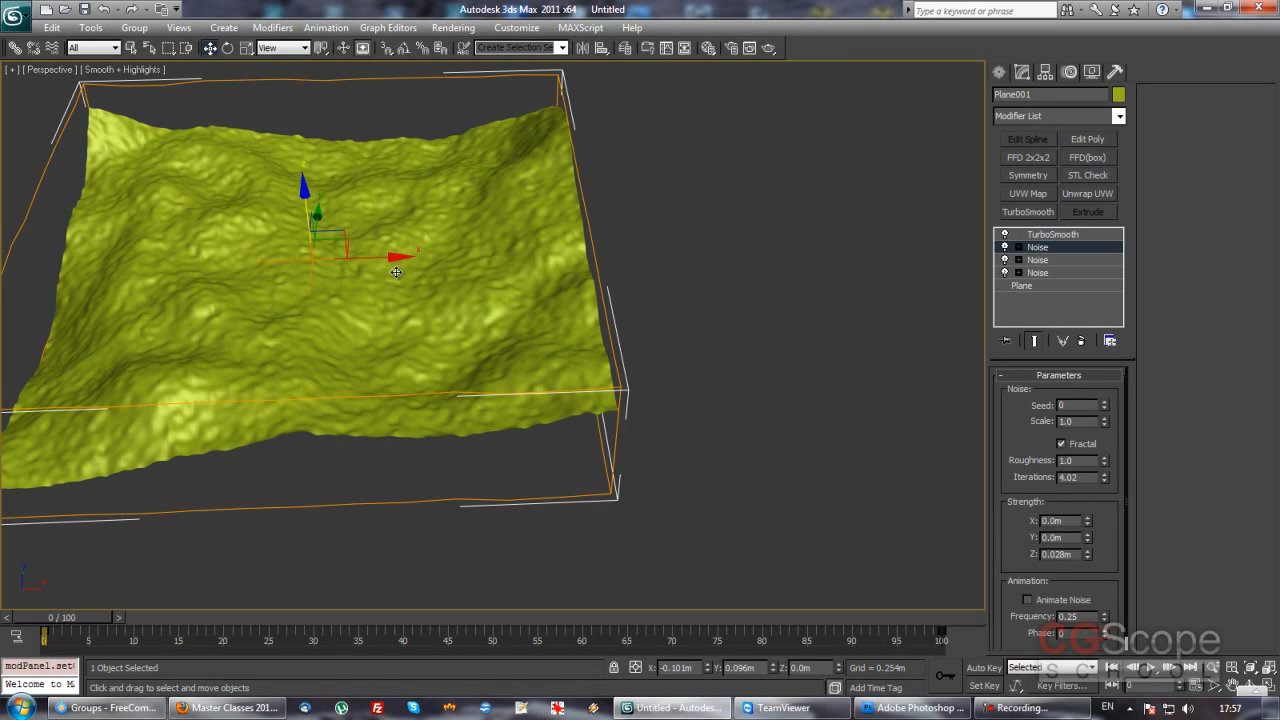 Autodesk 3ds Max 2011 x64 Untitled
Type a keyword or phrase
Edit Tools Group Views Create Modifiers Animation Graph Editors Rendering Customize MAXScript Help
All View Create Selection Se
[ + ] [ Perspective ] [ Smooth + Highlights ]
Plane001
Modifier List
Edit Spline Edit Poly
FFD 2x2x2 FFD(box)
Symmetry STL Check
UVW Map Unwrap UVW
TurboSmooth Extrude
TurboSmooth
Noise
Noise
Noise
Plane
z
x
- Parameters
Noise:
Seed: 0
Scale: 1.0
Fractal
Roughness: 1.0
Iterations: 4.02
Strength:
X: 0.0m
Y: 0.0m
Z: 0.028m
Animation:
Animate Noise
Frequency: 0.25
Phase: 0
CGScope
SCHOOL
< 0 / 100 >
0 5 10 15 20 25 30 35 40 45 50 55 60 65 70 75 80 85 90 95 100
modPanel.set
Welcome to M
1 Object Selected
X: -0.101m Y: 0.096m Z: 0.0m Grid = 0.254m
Auto Key Selected
Click and drag to select and move objects
Add Time Tag
Set Key Key Filters... 0
Groups - FreeCom...
Master Classes 201...
Untitled - Autodes...
TeamViewer
Adobe Photoshop ...
Recording...
EN 17:57